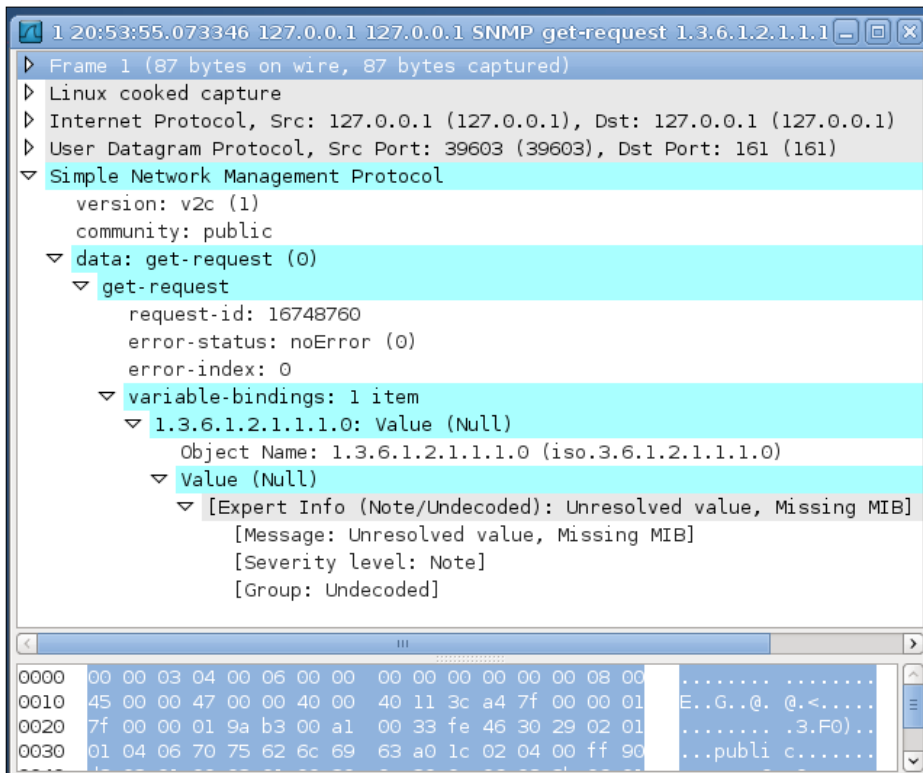 1 20:53:55.073346 127.0.0.1 127.0.0.1 SNMP get-request 1.3.6.1.2.1.1.1
Frame 1 (87 bytes on wire, 87 bytes captured)
Linux cooked capture
Internet Protocol, Src: 127.0.0.1 (127.0.0.1), Dst: 127.0.0.1 (127.0.0.1)
User Datagram Protocol, Src Port: 39603 (39603), Dst Port: 161 (161)
Simple Network Management Protocol
version: v2c (1)
community: public
data: get-request (0)
get-request
request-id: 16748760
error-status: noError (0)
error-index: 0
variable-bindings: 1 item
1.3.6.1.2.1.1.1.0: Value (Null)
Object Name: 1.3.6.1.2.1.1.1.0 (iso.3.6.1.2.1.1.1.0)
Value (Null)
[Expert Info (Note/Undecoded): Unresolved value, Missing MIB]
[Message: Unresolved value, Missing MIB]
[Severity level: Note]
[Group: Undecoded]
0000 00 00 03 04 00 06 00 00 00 00 00 00 00 00 08 00 ........ ........
0010 45 00 00 47 00 00 40 00 40 11 3c a4 7f 00 00 01 E..G..@. @.<.....
0020 7f 00 00 01 9a b3 00 a1 00 33 fe 46 30 29 02 01 ........ .3.F0)..
0030 01 04 06 70 75 62 6c 69 63 a0 1c 02 04 00 ff 90 ...publi c.......